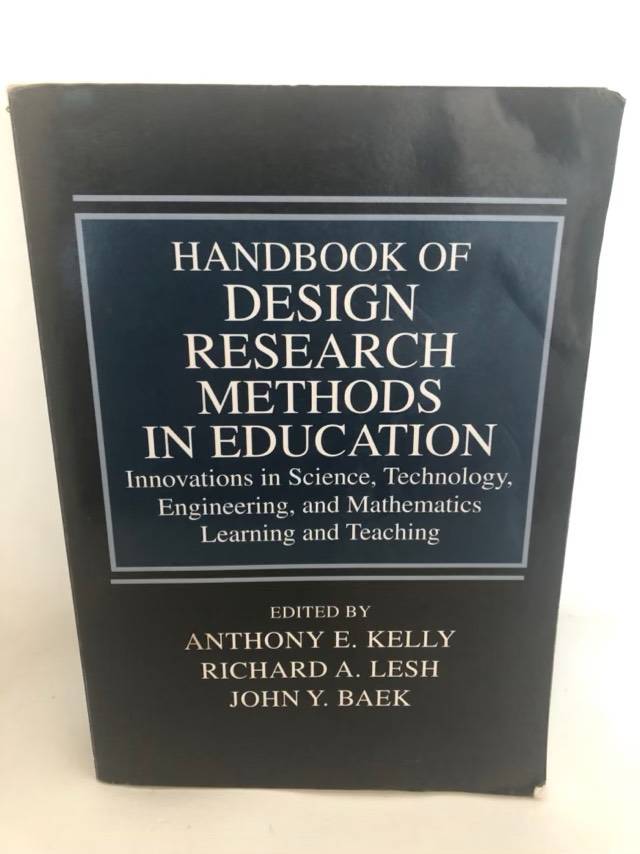 HANDBOOK OF
DESIGN
RESEARCH
METHODS
IN EDUCATION
Innovations in Science, Technology,
Engineering, and Mathematics
Learning and Teaching
EDITED BY
ANTHONY E. KELLY
RICHARD A. LESH
JOHN Y. BAEK